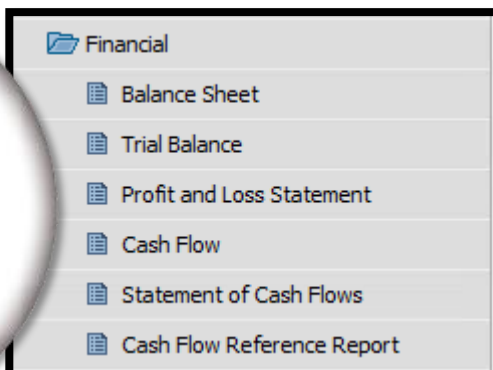 Financial
Balance Sheet
Trial Balance
Profit and Loss Statement
Cash Flow
Statement of Cash Flows
Cash Flow Reference Report